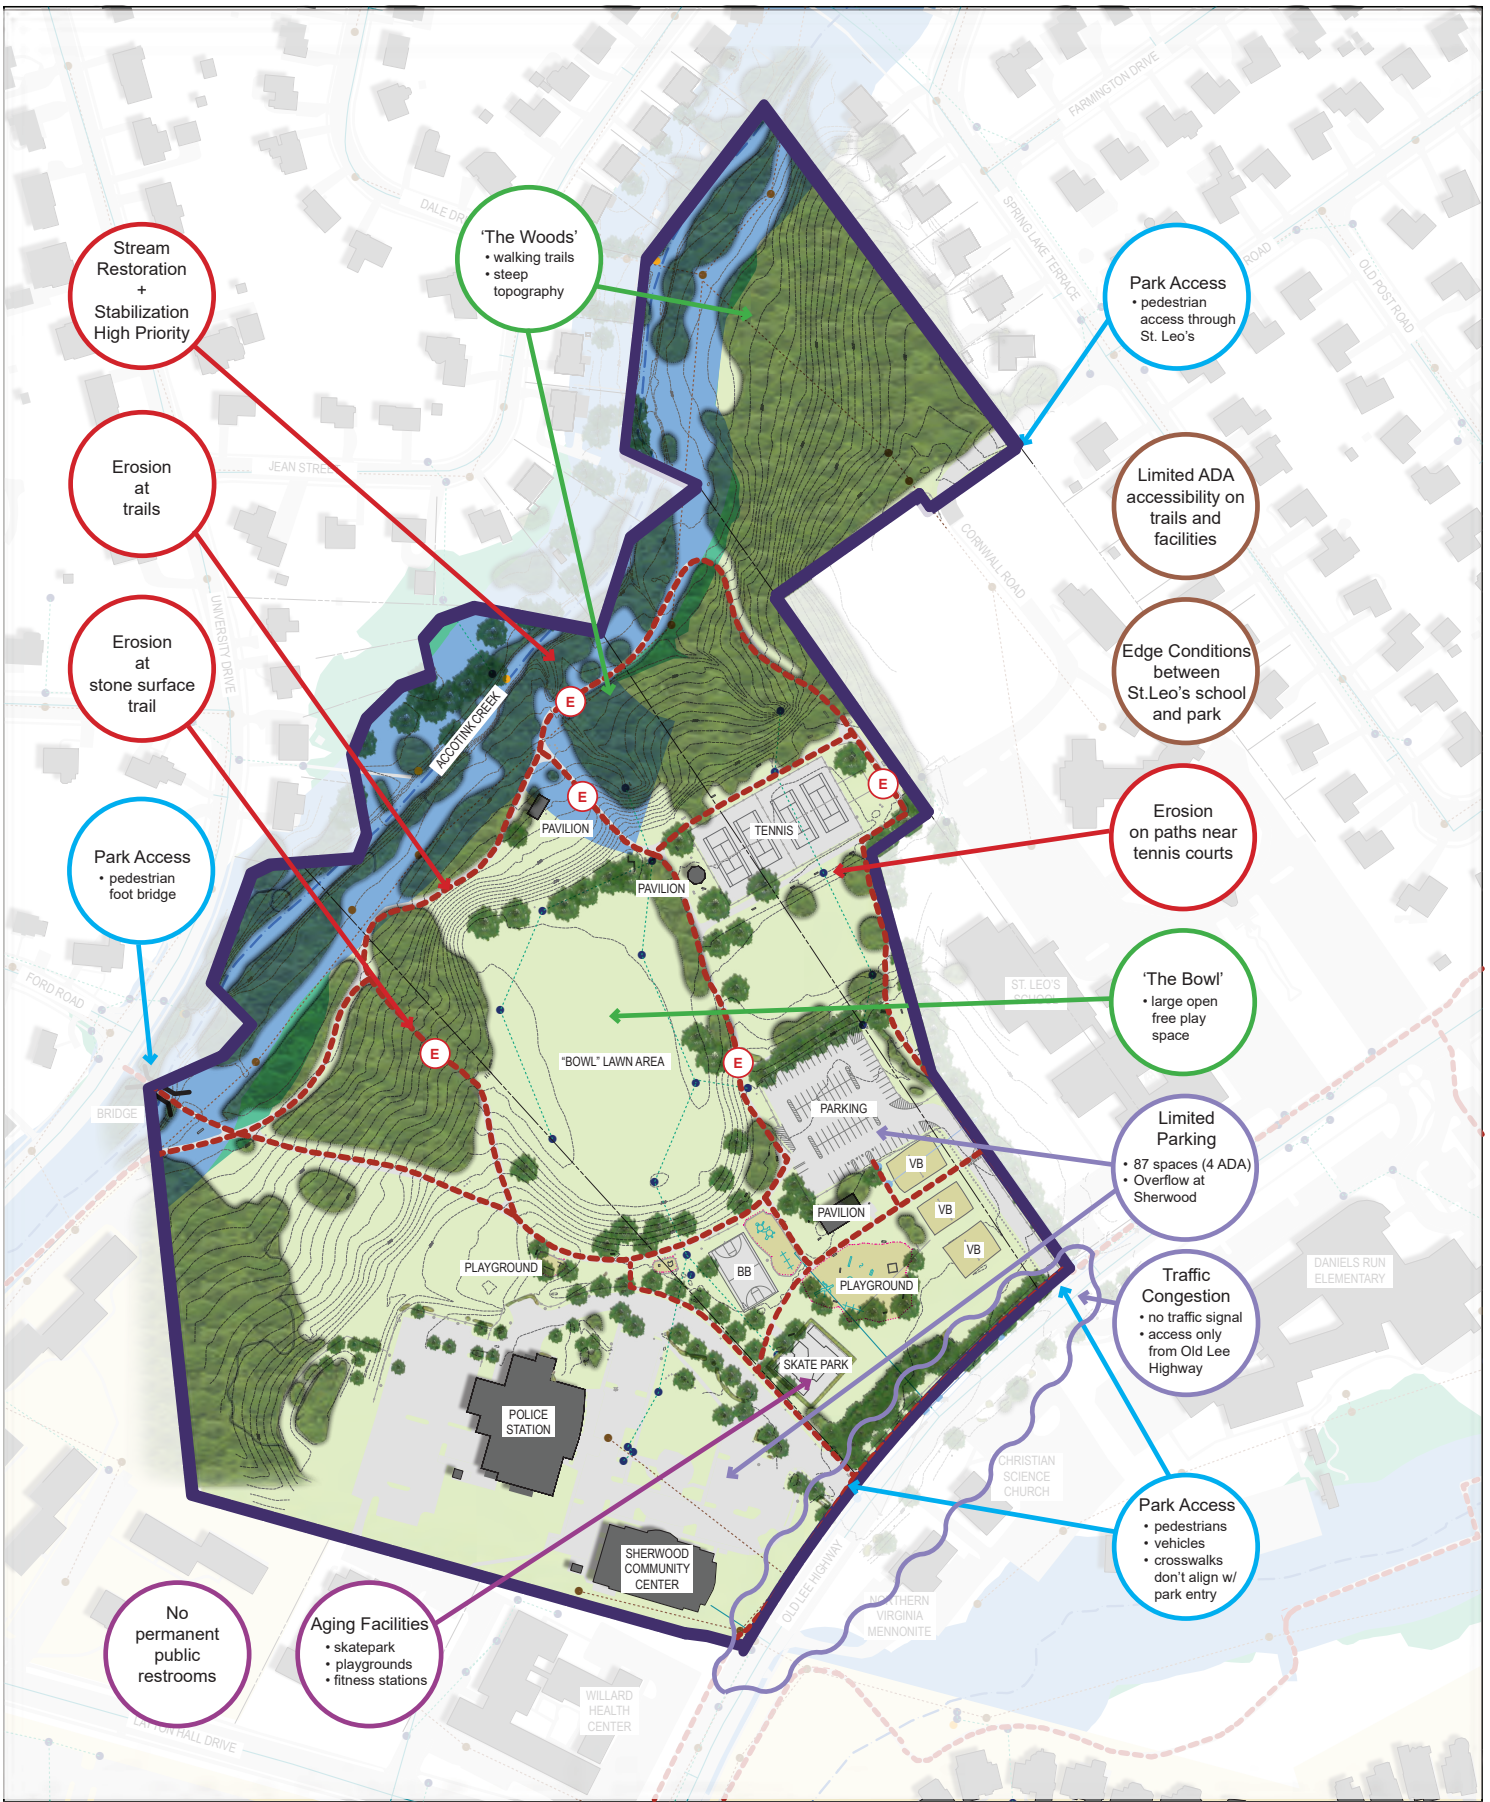 FARMINGTON DRIVE
DALE DR
SPRING LAKE TERRACE
ROAD
OLD POST ROAD
Stream
Restoration
+
Stabilization
High Priority
'The Woods'
• walking trails
• steep
topography
Park Access
• pedestrian
access through
St. Leo's
Erosion
at
trails
JEAN STREET
Limited ADA
accessibility on
trails and
facilities
CORNWALL ROAD
UNIVERSITY DRIVE
Erosion
at
stone surface
trail
Edge Conditions
between
St.Leo's school
and park
ACCOTINK CREEK
E
E
E
PAVILION
TENNIS
PAVILION
Erosion
on paths near
tennis courts
Park Access
• pedestrian
foot bridge
FORD ROAD
ST. LEO'S
SCHOOL
'The Bowl'
• large open
free play
space
E
"BOWL" LAWN AREA
E
BRIDGE
PARKING
Limited
Parking
• 87 spaces (4 ADA)
• Overflow at
Sherwood
VB
VB
VB
PAVILION
PLAYGROUND
BB
PLAYGROUND
DANIELS RUN
ELEMENTARY
Traffic
Congestion
• no traffic signal
• access only
from Old Lee
Highway
SKATE PARK
POLICE
STATION
CHRISTIAN
SCIENCE
CHURCH
Park Access
• pedestrians
• vehicles
• crosswalks
don't align w/
park entry
SHERWOOD
COMMUNITY
CENTER
OLD LEE HIGHWAY
NORTHERN
VIRGINIA
MENNONITE
No
permanent
public
restrooms
Aging Facilities
• skatepark
• playgrounds
• fitness stations
WILLARD
HEALTH
CENTER
LAYTON HALL DRIVE